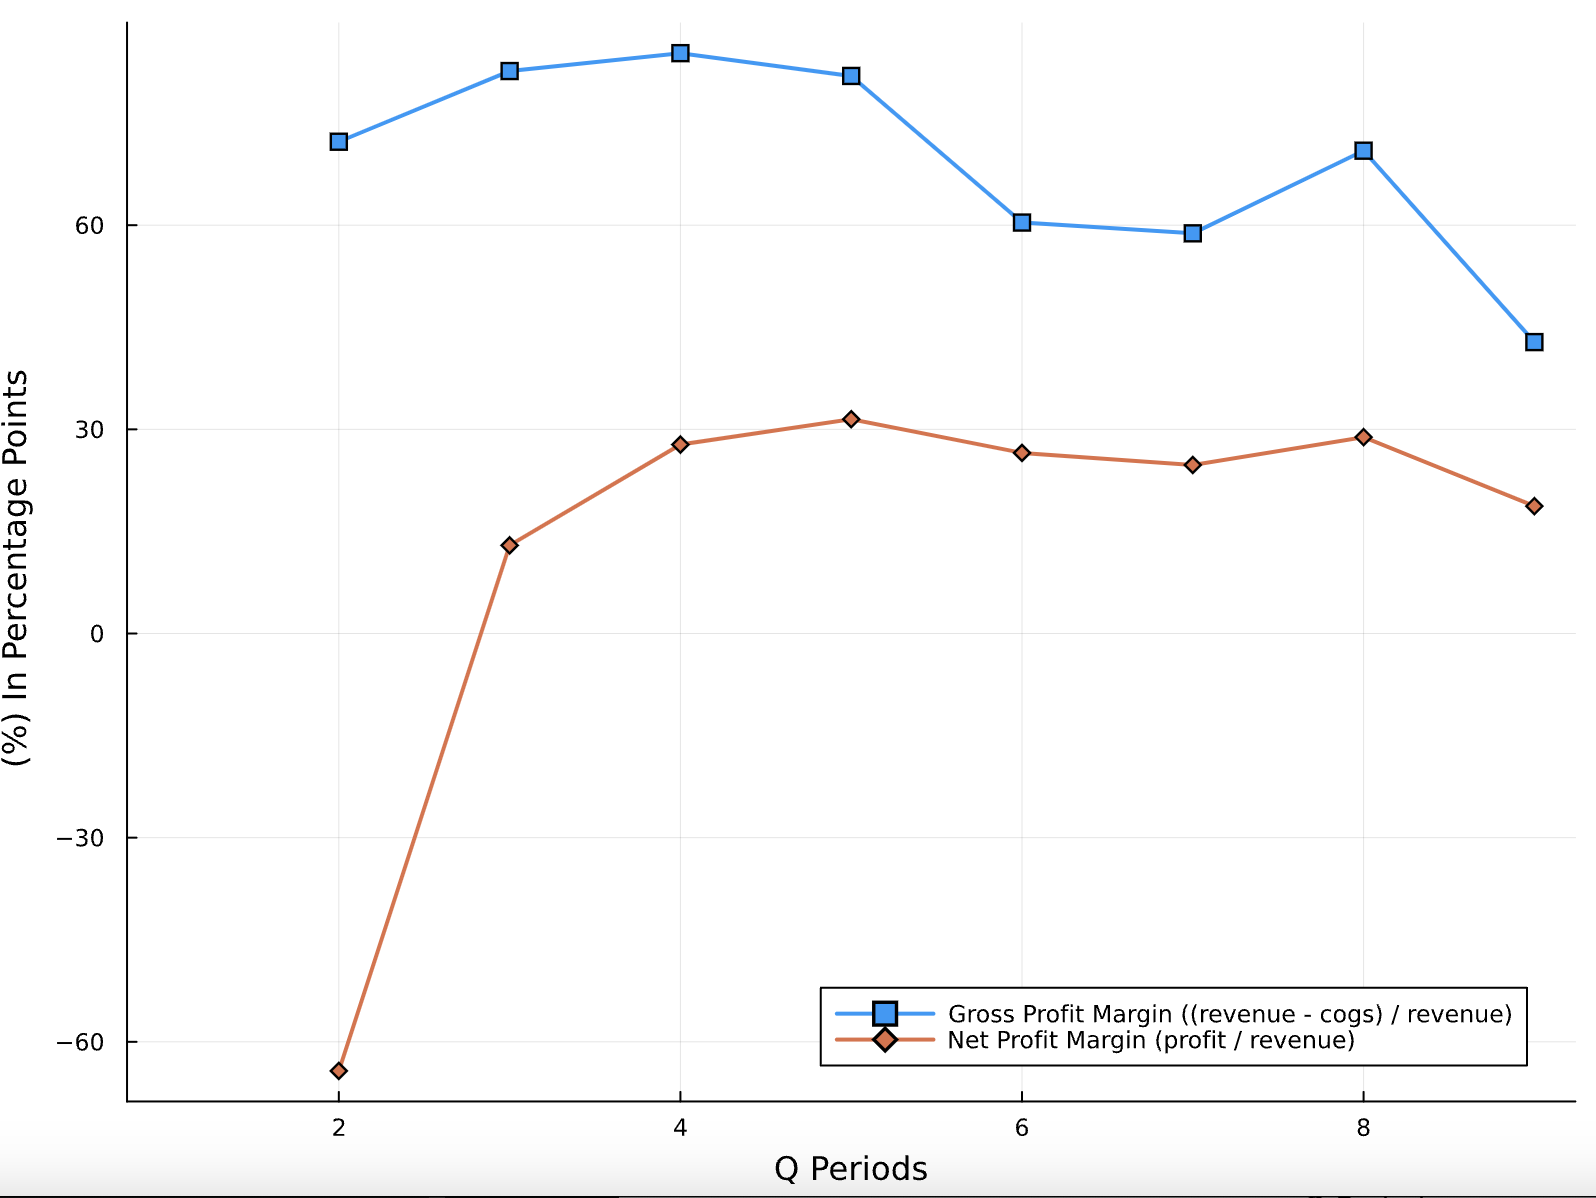 (%) In Percentage Points
60
30
0
−30
−60
Gross Profit Margin ((revenue - cogs) / revenue)
Net Profit Margin (profit / revenue)
2 4 6 8
Q Periods